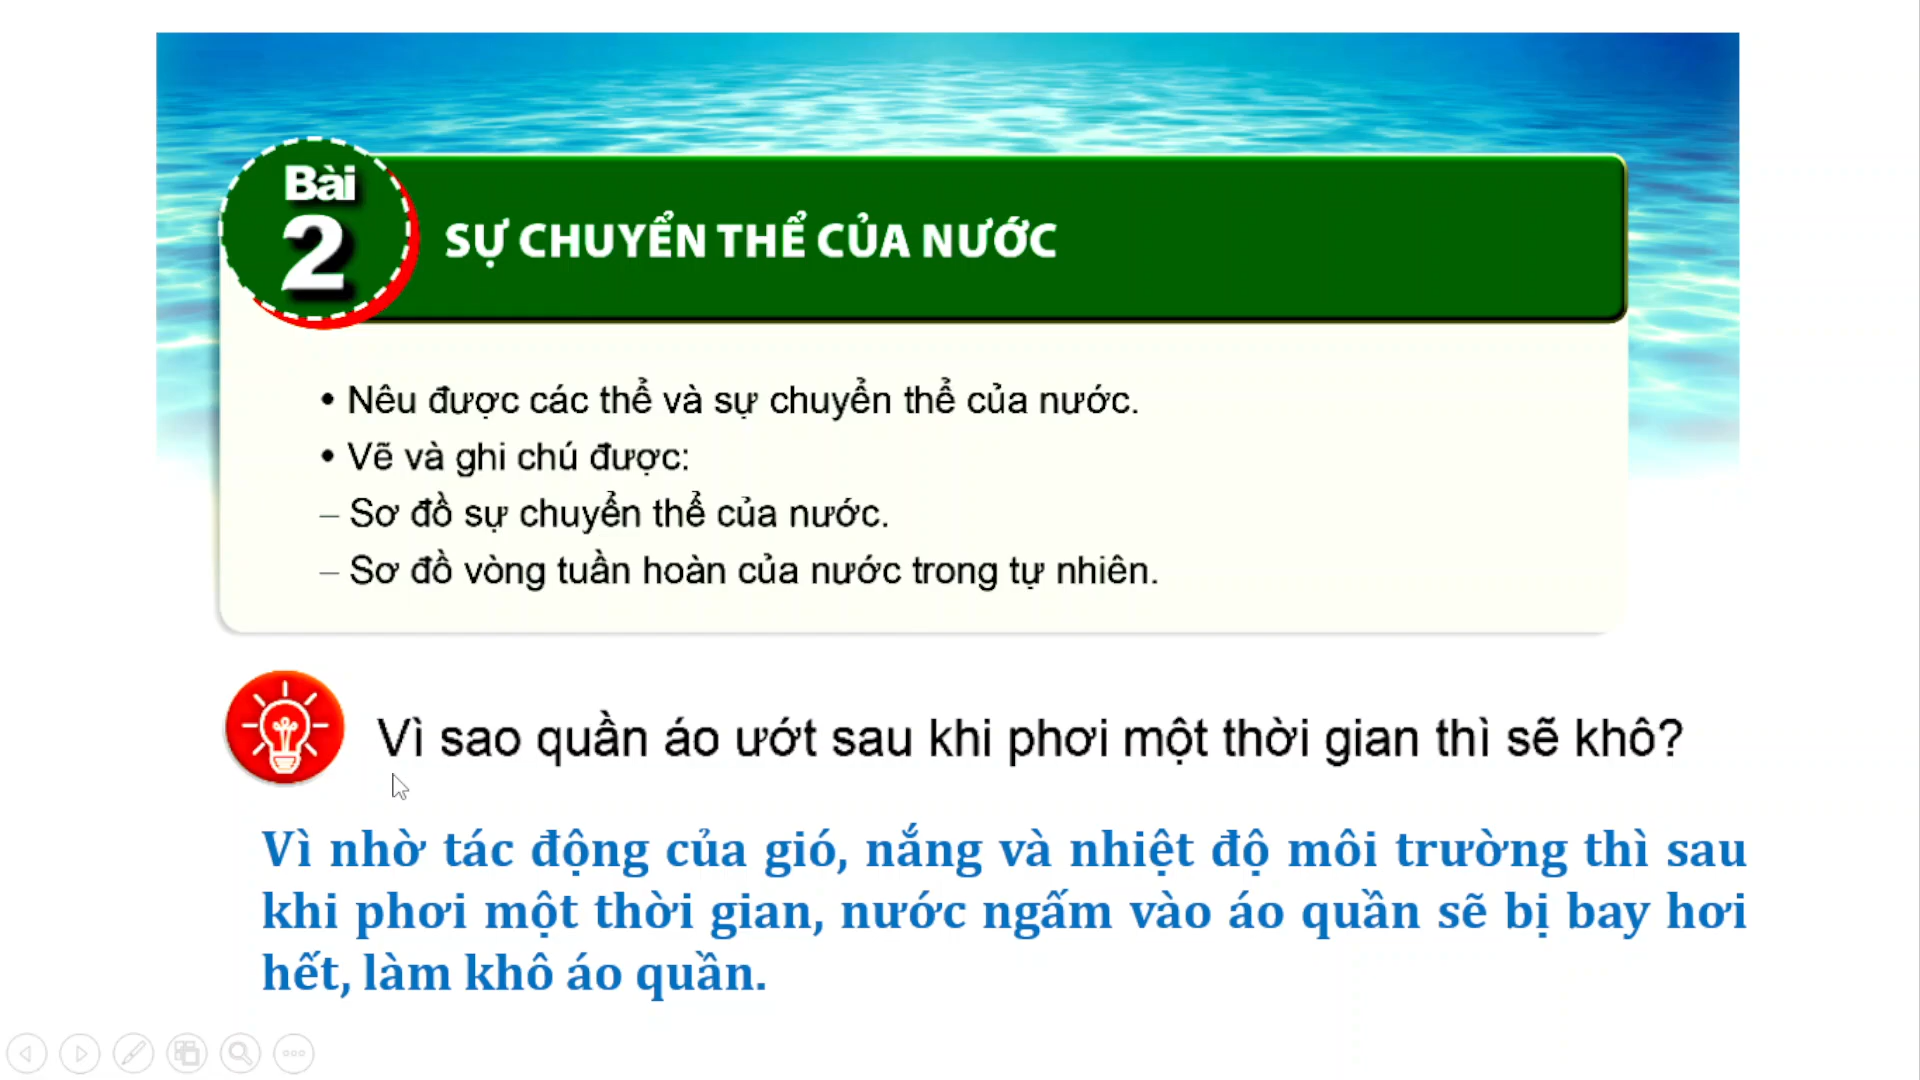 Bài
2
SỰ CHUYỂN THỂ CỦA NƯỚC
• Nêu được các thể và sự chuyển thể của nước.
• Vẽ và ghi chú được:
– Sơ đồ sự chuyển thể của nước.
– Sơ đồ vòng tuần hoàn của nước trong tự nhiên.
Vì sao quần áo ướt sau khi phơi một thời gian thì sẽ khô?
Vì nhờ tác động của gió, nắng và nhiệt độ môi trường thì sau
khi phơi một thời gian, nước ngấm vào áo quần sẽ bị bay hơi
hết, làm khô áo quần.